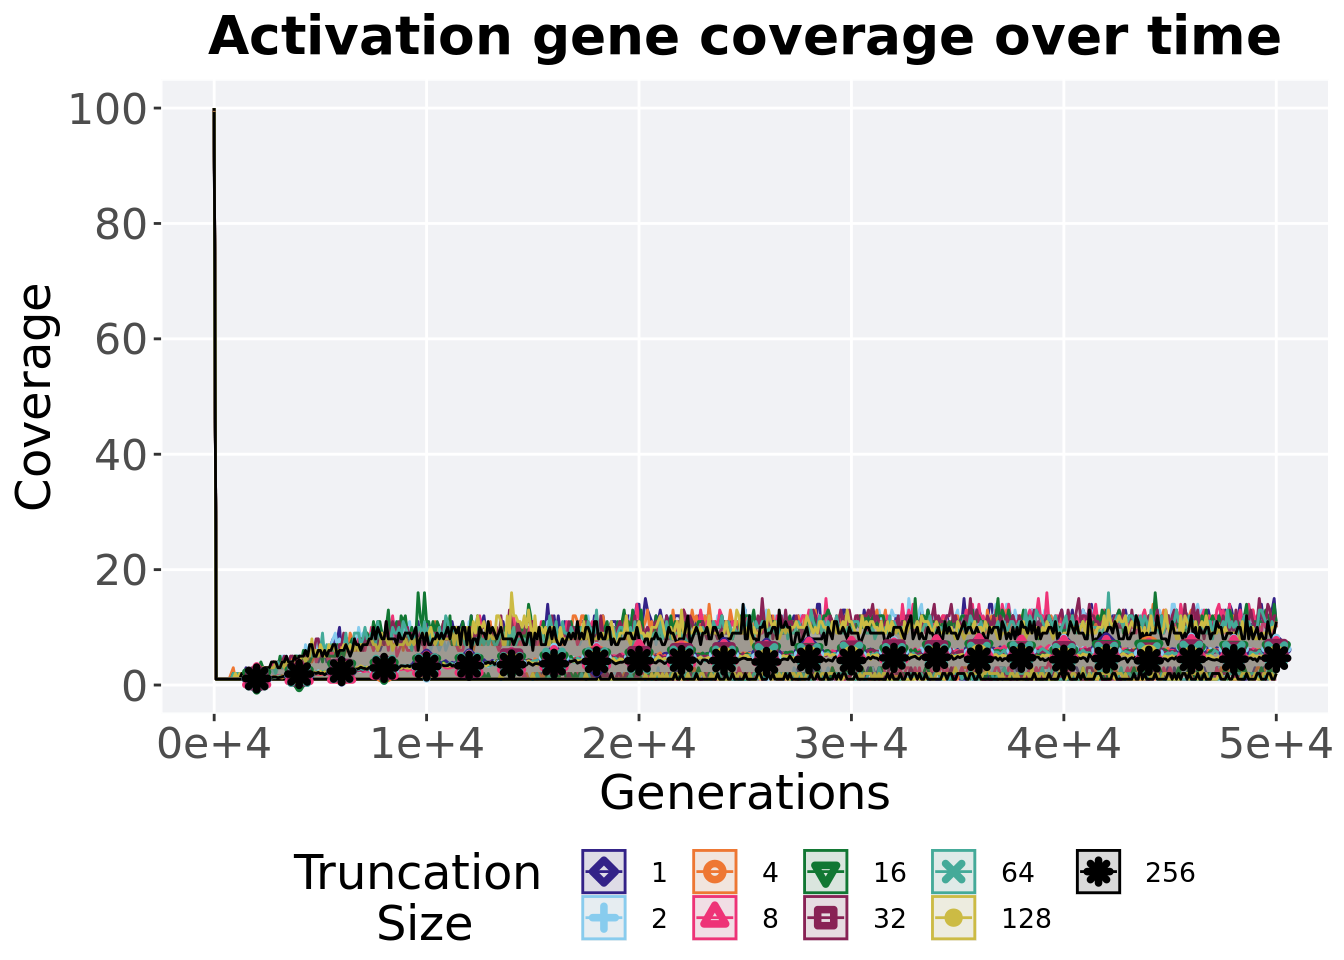 Activation gene coverage over time
100
80
60
40
20
0
Coverage
0e+4 1e+4 2e+4 3e+4 4e+4 5e+4
Generations
Truncation
Size
1 4 16 64 256
2 8 32 128